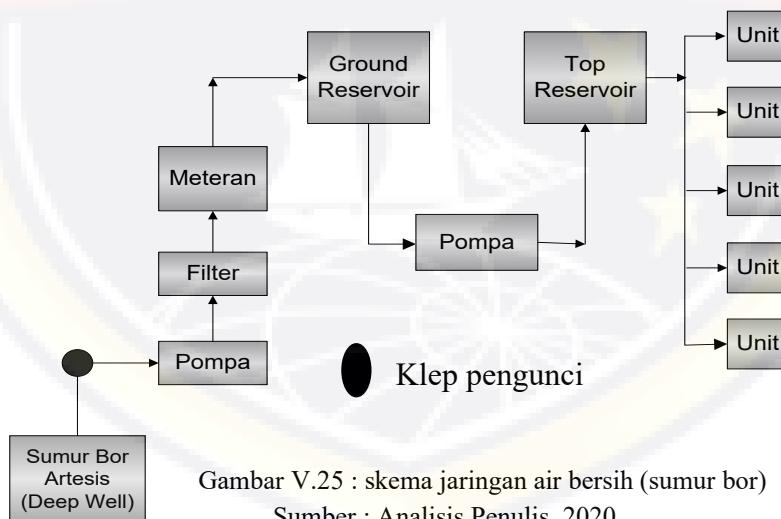 Sumur Bor
Artesis
(Deep Well)
Pompa
Filter
Meteran
Ground
Reservoir
Pompa
Top
Reservoir
Unit
Unit
Unit
Unit
Unit
Klep pengunci
Gambar V.25 : skema jaringan air bersih (sumur bor)
Sumber : Analisis Penulis, 2020